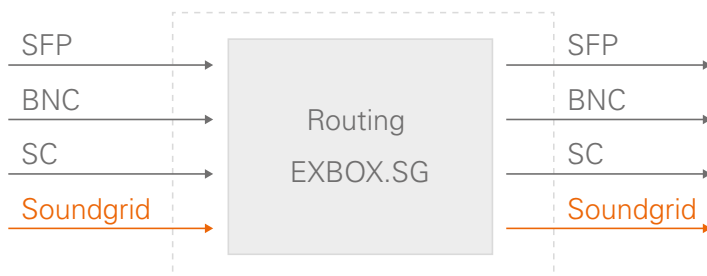 SFP
BNC
SC
Soundgrid
Routing
EXBOX.SG
SFP
BNC
SC
Soundgrid